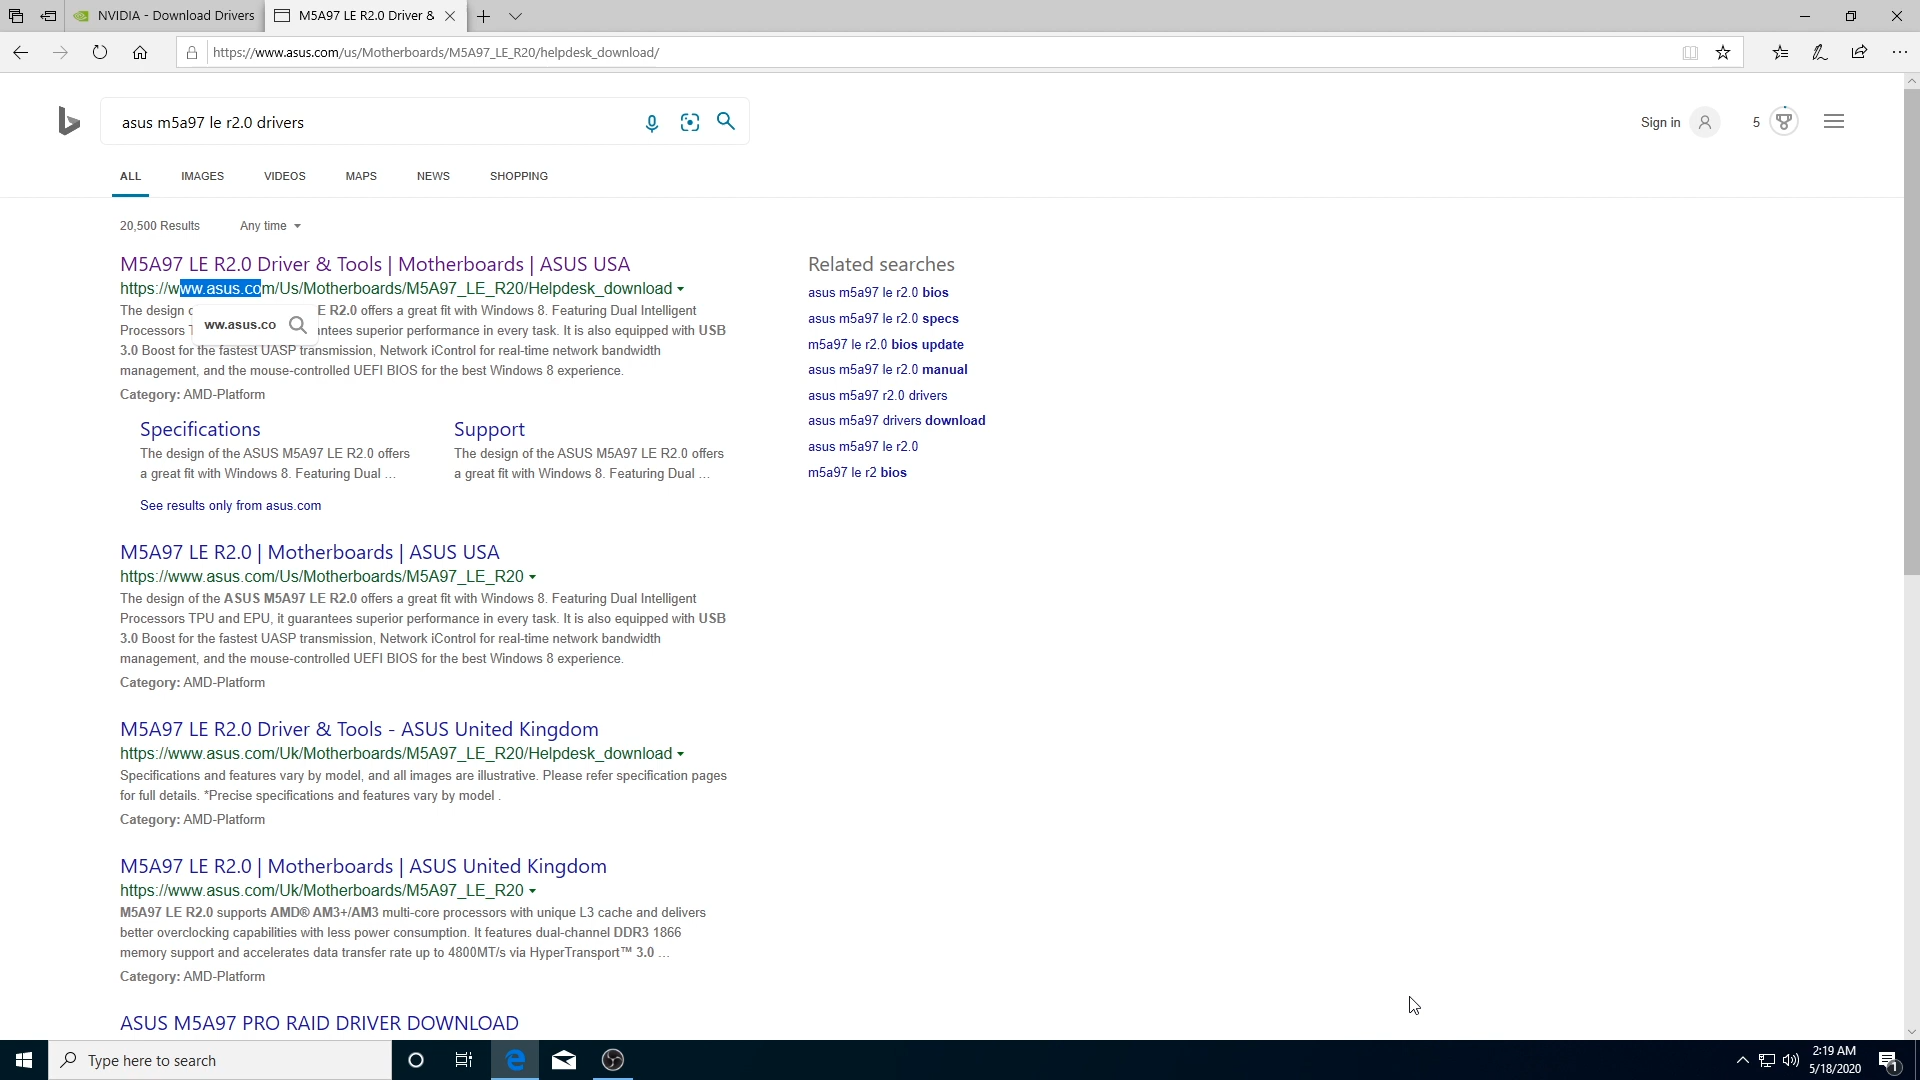 NVIDIA - Download Drivers
M5A97 LE R2.0 Driver &
https://www.asus.com/us/Motherboards/M5A97_LE_R20/helpdesk_download/
asus m5a97 le r2.0 drivers
Sign in
5
ALL IMAGES VIDEOS MAPS NEWS SHOPPING
20,500 Results Any time
M5A97 LE R2.0 Driver & Tools | Motherboards | ASUS USA
https://www.asus.com/Us/Motherboards/M5A97_LE_R20/Helpdesk_download
The design E R2.0 offers a great fit with Windows 8. Featuring Dual Intelligent
ww.asus.co
Processors antees superior performance in every task. It is also equipped with USB
3.0 Boost for the fastest UASP transmission, Network iControl for real-time network bandwidth
management, and the mouse-controlled UEFI BIOS for the best Windows 8 experience.
Category: AMD-Platform
Specifications
The design of the ASUS M5A97 LE R2.0 offers
a great fit with Windows 8. Featuring Dual ...
Support
The design of the ASUS M5A97 LE R2.0 offers
a great fit with Windows 8. Featuring Dual ...
See results only from asus.com
M5A97 LE R2.0 | Motherboards | ASUS USA
https://www.asus.com/Us/Motherboards/M5A97_LE_R20
The design of the ASUS M5A97 LE R2.0 offers a great fit with Windows 8. Featuring Dual Intelligent
Processors TPU and EPU, it guarantees superior performance in every task. It is also equipped with USB
3.0 Boost for the fastest UASP transmission, Network iControl for real-time network bandwidth
management, and the mouse-controlled UEFI BIOS for the best Windows 8 experience.
Category: AMD-Platform
M5A97 LE R2.0 Driver & Tools - ASUS United Kingdom
https://www.asus.com/Uk/Motherboards/M5A97_LE_R20/Helpdesk_download
Specifications and features vary by model, and all images are illustrative. Please refer specification pages
for full details. *Precise specifications and features vary by model .
Category: AMD-Platform
M5A97 LE R2.0 | Motherboards | ASUS United Kingdom
https://www.asus.com/Uk/Motherboards/M5A97_LE_R20
M5A97 LE R2.0 supports AMD® AM3+/AM3 multi-core processors with unique L3 cache and delivers
better overclocking capabilities with less power consumption. It features dual-channel DDR3 1866
memory support and accelerates data transfer rate up to 4800MT/s via HyperTransport™ 3.0 ...
Category: AMD-Platform
ASUS M5A97 PRO RAID DRIVER DOWNLOAD
Related searches
asus m5a97 le r2.0 bios
asus m5a97 le r2.0 specs
m5a97 le r2.0 bios update
asus m5a97 le r2.0 manual
asus m5a97 r2.0 drivers
asus m5a97 drivers download
asus m5a97 le r2.0
m5a97 le r2 bios
Type here to search
2:19 AM
5/18/2020
1